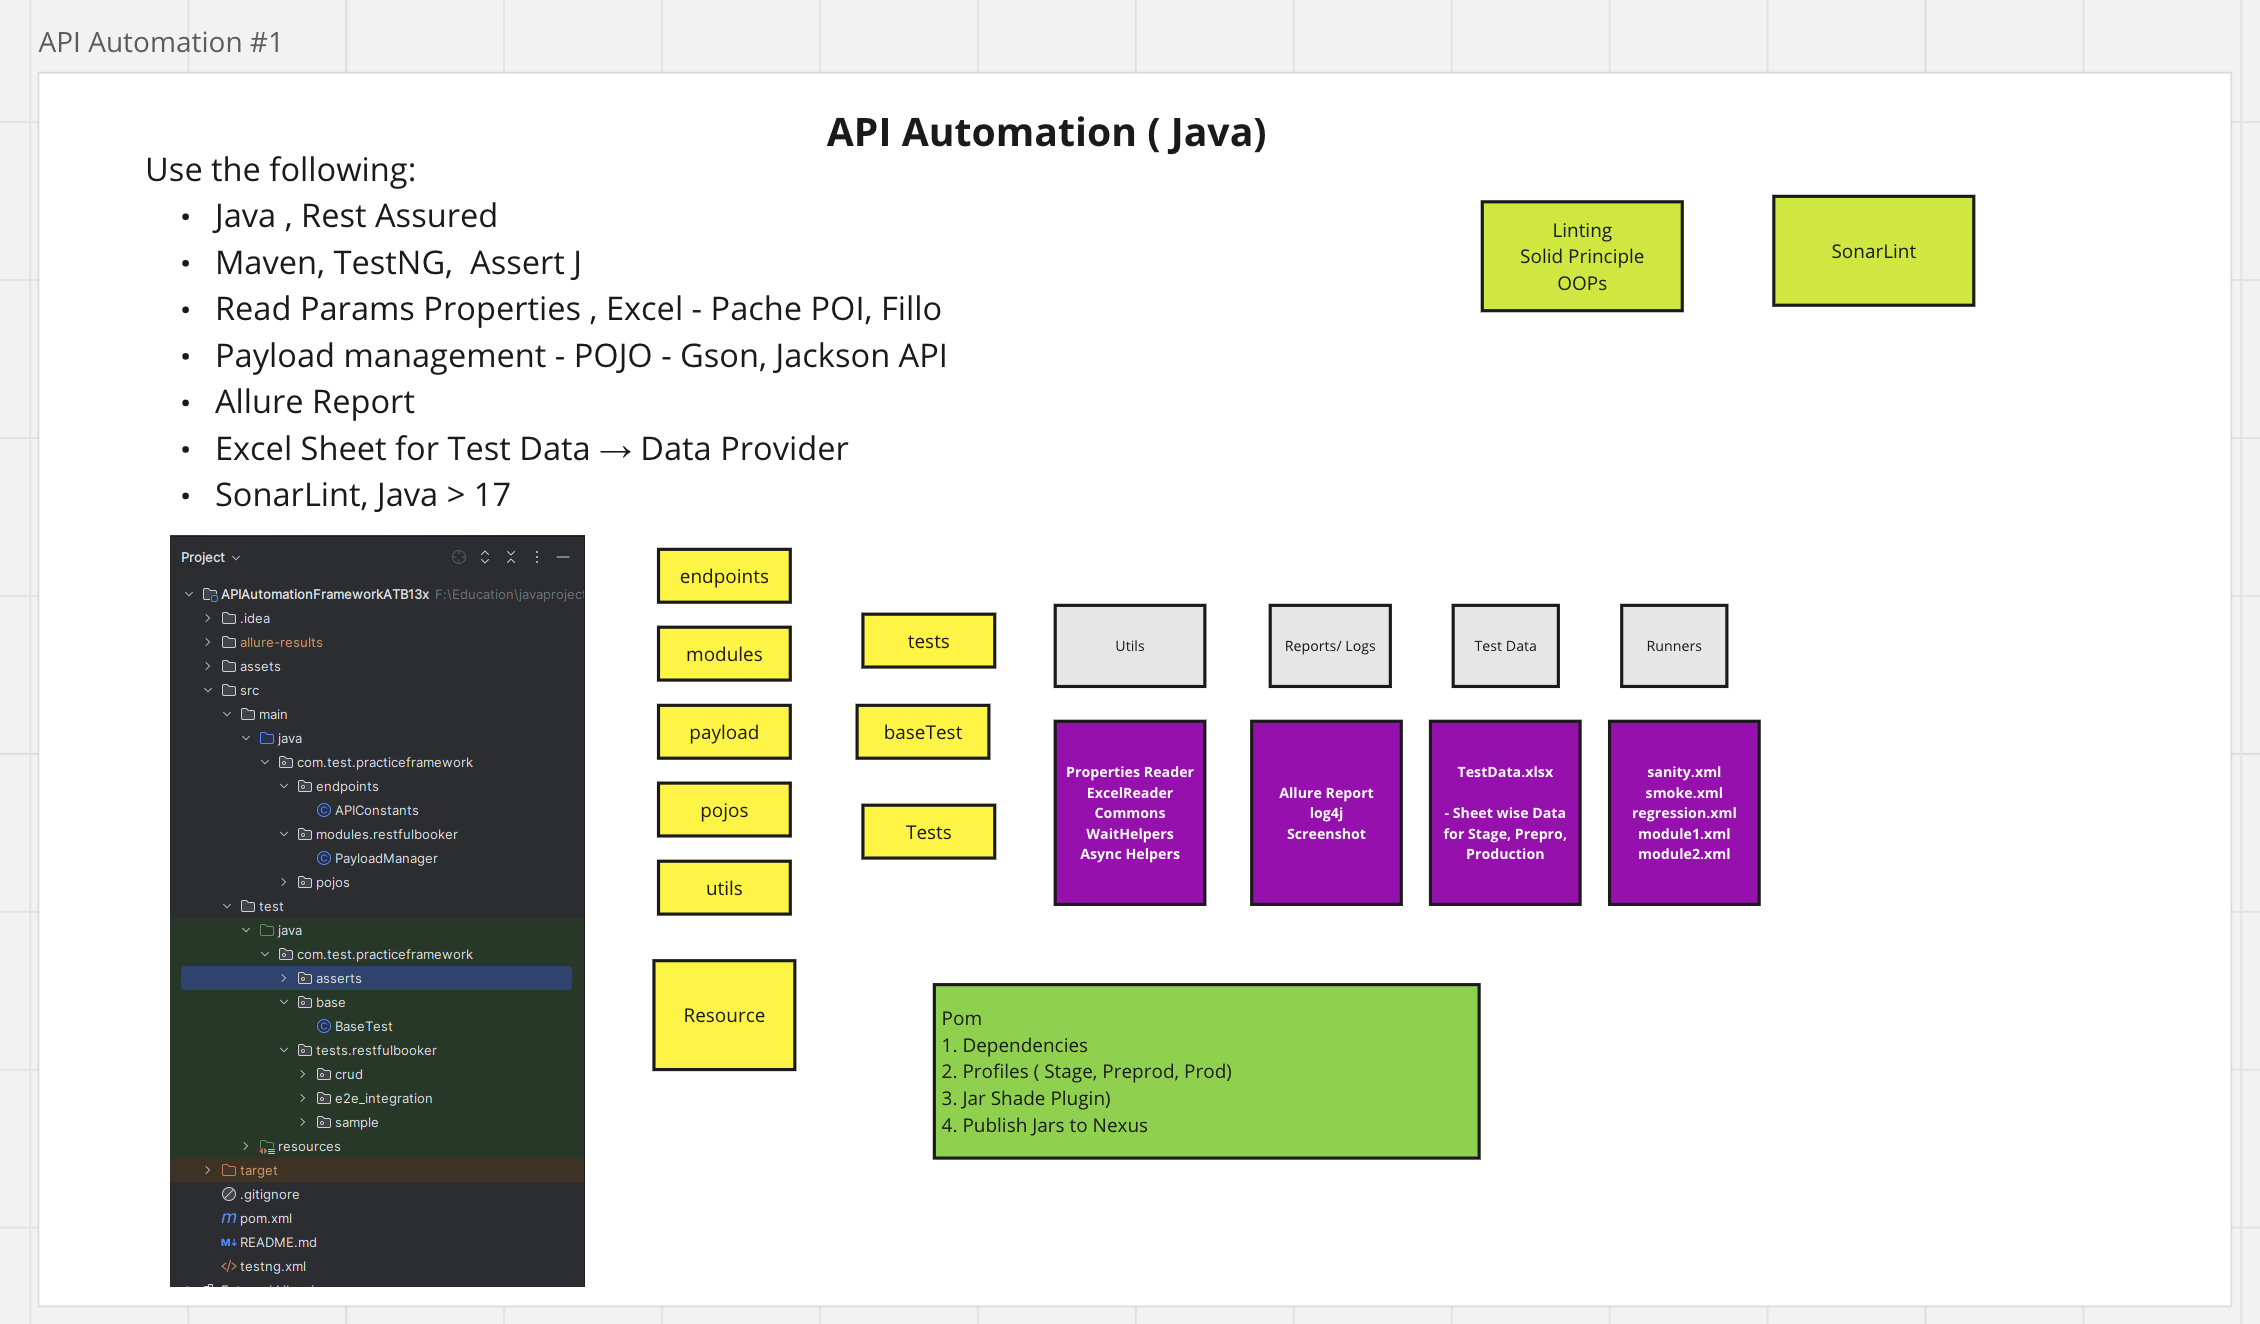 API Automation #1
API Automation ( Java)
Use the following:
• Java , Rest Assured
• Maven, TestNG, Assert J
• Read Params Properties , Excel - Pache POI, Fillo
• Payload management - POJO - Gson, Jackson API
• Allure Report
• Excel Sheet for Test Data → Data Provider
• SonarLint, Java > 17
Linting
Solid Principle
OOPs
SonarLint
Project
APIAutomationFrameworkATB13x F:\Education\javaproject
.idea
allure-results
assets
src
main
java
com.test.practiceframework
endpoints
APIConstants
modules.restfulbooker
PayloadManager
pojos
test
java
com.test.practiceframework
asserts
base
BaseTest
tests.restfulbooker
crud
e2e_integration
sample
resources
target
.gitignore
pom.xml
README.md
testng.xml
endpoints
modules
payload
pojos
utils
Resource
tests
baseTest
Tests
Utils
Reports/ Logs
Test Data
Runners
Properties Reader
ExcelReader
Commons
WaitHelpers
Async Helpers
Allure Report
log4j
Screenshot
TestData.xlsx
- Sheet wise Data
for Stage, Prepro,
Production
sanity.xml
smoke.xml
regression.xml
module1.xml
module2.xml
Pom
1. Dependencies
2. Profiles ( Stage, Preprod, Prod)
3. Jar Shade Plugin)
4. Publish Jars to Nexus